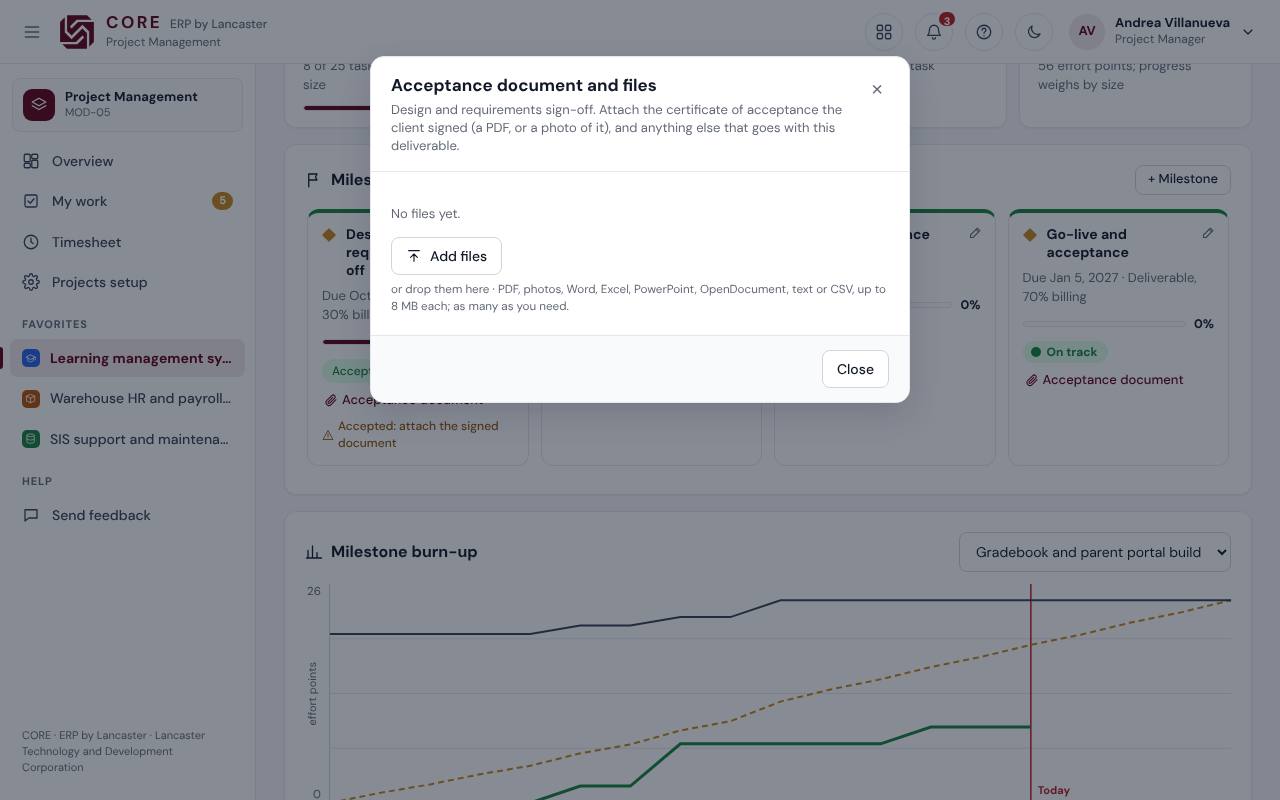 CORE ERP by Lancaster
Project Management
3
AV
Andrea Villanueva
Project Manager
Project Management
MOD-05
Overview
My work 5
Timesheet
Projects setup
FAVORITES
Learning management sy...
Warehouse HR and payroll...
SIS support and maintena...
HELP
Send feedback
CORE · ERP by Lancaster · Lancaster
Technology and Development
Corporation
8 of 25
size
task
56 effort points; progress
weighs by size
+ Milestone
off
Due Oct
0%
Accepted: attach the signed
document
Go-live and
acceptance
Due Jan 5, 2027 · Deliverable,
70% billing
0%
On track
Acceptance document
Acceptance document and files
Design and requirements sign-off. Attach the certificate of acceptance the
client signed (a PDF, or a photo of it), and anything else that goes with this
deliverable.
No files yet.
Add files
or drop them here · PDF, photos, Word, Excel, PowerPoint, OpenDocument, text or CSV, up to
8 MB each; as many as you need.
Close
Milestone burn-up
Gradebook and parent portal build
26
effort points
0
Today